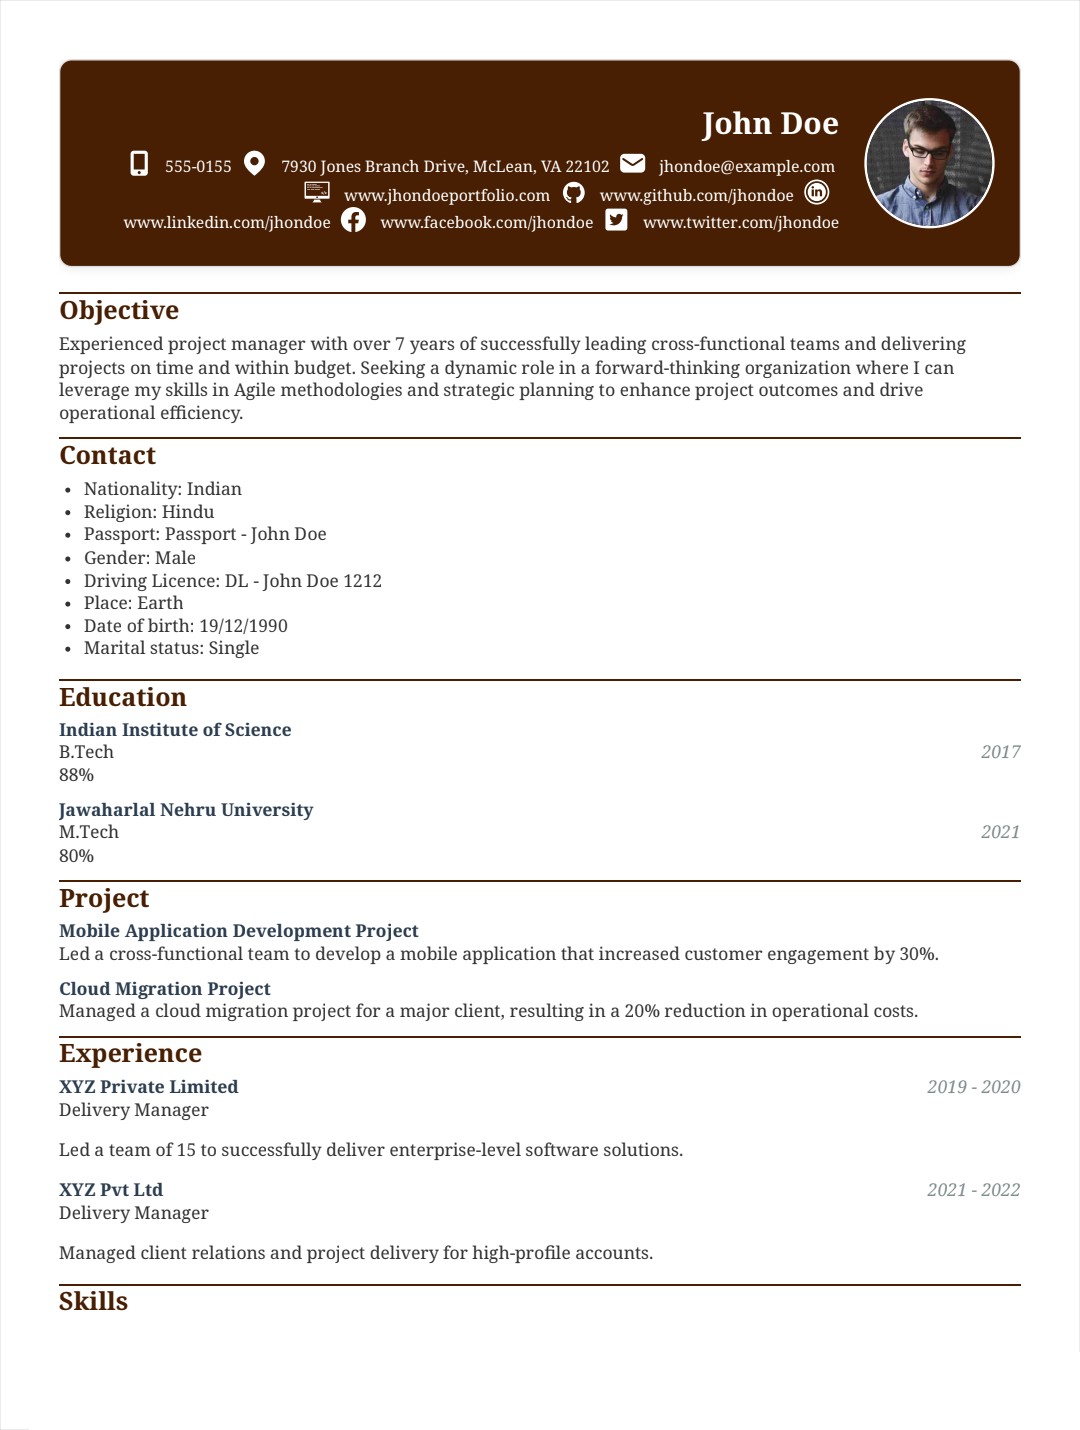 John Doe
555-0155 7930 Jones Branch Drive, McLean, VA 22102 jhondoe@example.com
www.jhondoeportfolio.com www.github.com/jhondoe
www.linkedin.com/jhondoe www.facebook.com/jhondoe www.twitter.com/jhondoe
Objective
Experienced project manager with over 7 years of successfully leading cross-functional teams and delivering
projects on time and within budget. Seeking a dynamic role in a forward-thinking organization where I can
leverage my skills in Agile methodologies and strategic planning to enhance project outcomes and drive
operational efficiency.
Contact
• Nationality: Indian
• Religion: Hindu
• Passport: Passport - John Doe
• Gender: Male
• Driving Licence: DL - John Doe 1212
• Place: Earth
• Date of birth: 19/12/1990
• Marital status: Single
Education
Indian Institute of Science
B.Tech 2017
88%
Jawaharlal Nehru University
M.Tech 2021
80%
Project
Mobile Application Development Project
Led a cross-functional team to develop a mobile application that increased customer engagement by 30%.
Cloud Migration Project
Managed a cloud migration project for a major client, resulting in a 20% reduction in operational costs.
Experience
XYZ Private Limited 2019 - 2020
Delivery Manager
Led a team of 15 to successfully deliver enterprise-level software solutions.
XYZ Pvt Ltd 2021 - 2022
Delivery Manager
Managed client relations and project delivery for high-profile accounts.
Skills